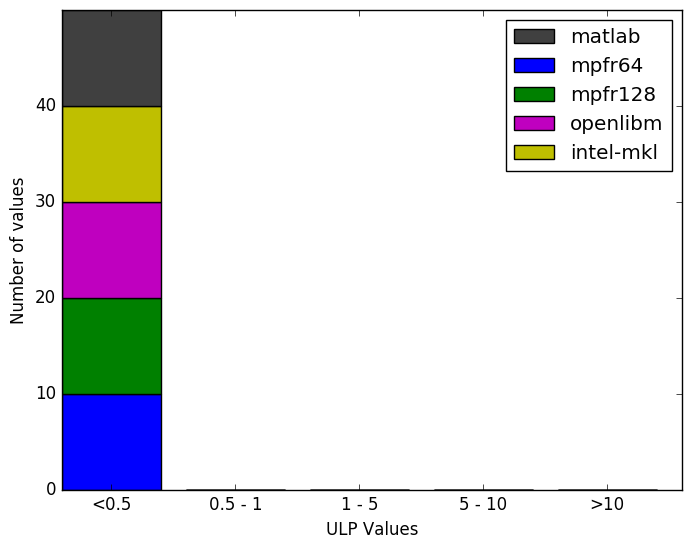 matlab
mpfr64
mpfr128
openlibm
intel-mkl
Number of values
40
30
20
10
0
<0.5
0.5 - 1
1 - 5
5 - 10
>10
ULP Values